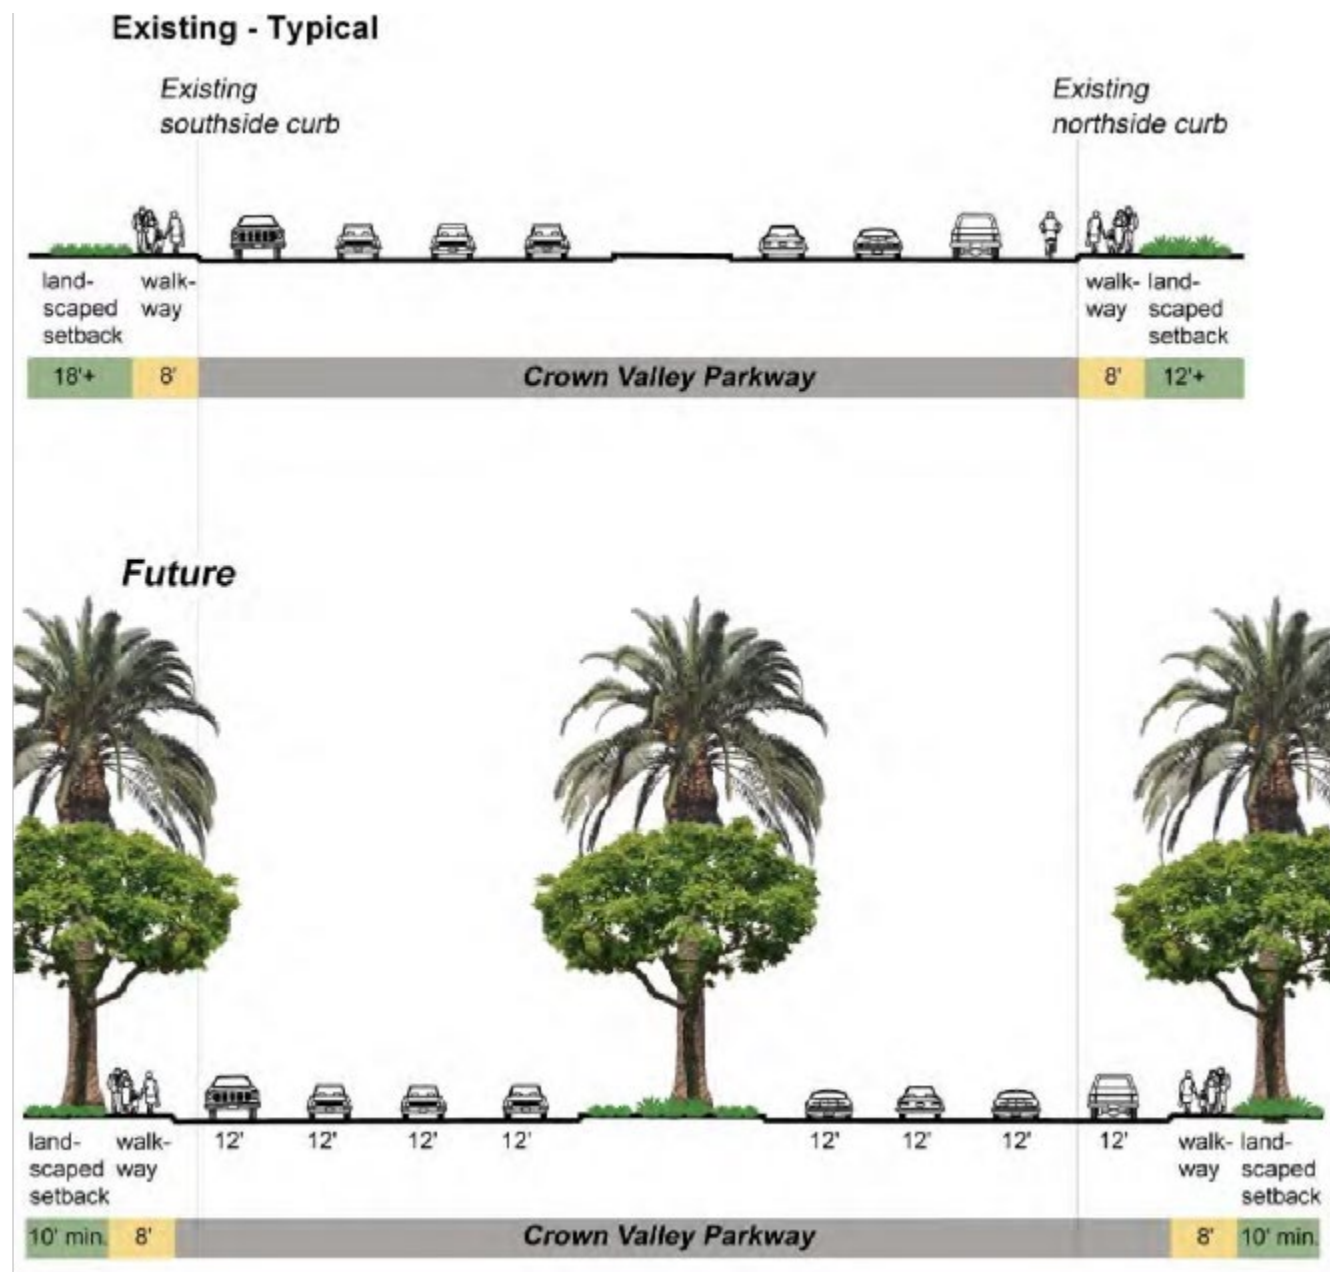 Existing - Typical
Existing
southside curb
Existing
northside curb
land-
scaped
setback
walk-
way
walk-
way
land-
scaped
setback
18'+
8'
Crown Valley Parkway
8'
12'+
Future
12'
12'
12'
12'
12'
12'
12'
12'
land-
scaped
setback
walk-
way
walk-
way
land-
scaped
setback
10' min.
8'
Crown Valley Parkway
8'
10' min.